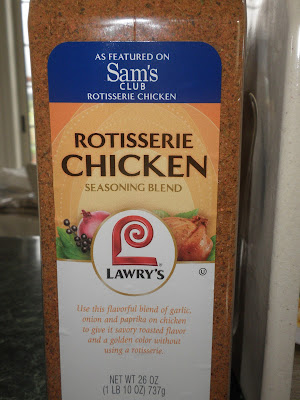 AS FEATURED ON
Sam's
CLUB
ROTISSERIE CHICKEN
ROTISSERIE
CHICKEN
SEASONING BLEND
LAWRY'S
Use this flavorful blend of garlic,
onion and paprika on chicken
to give it savory roasted flavor
and a golden color without
using a rotisserie.
NET WT 26 OZ
(1 LB 10 OZ) 737g